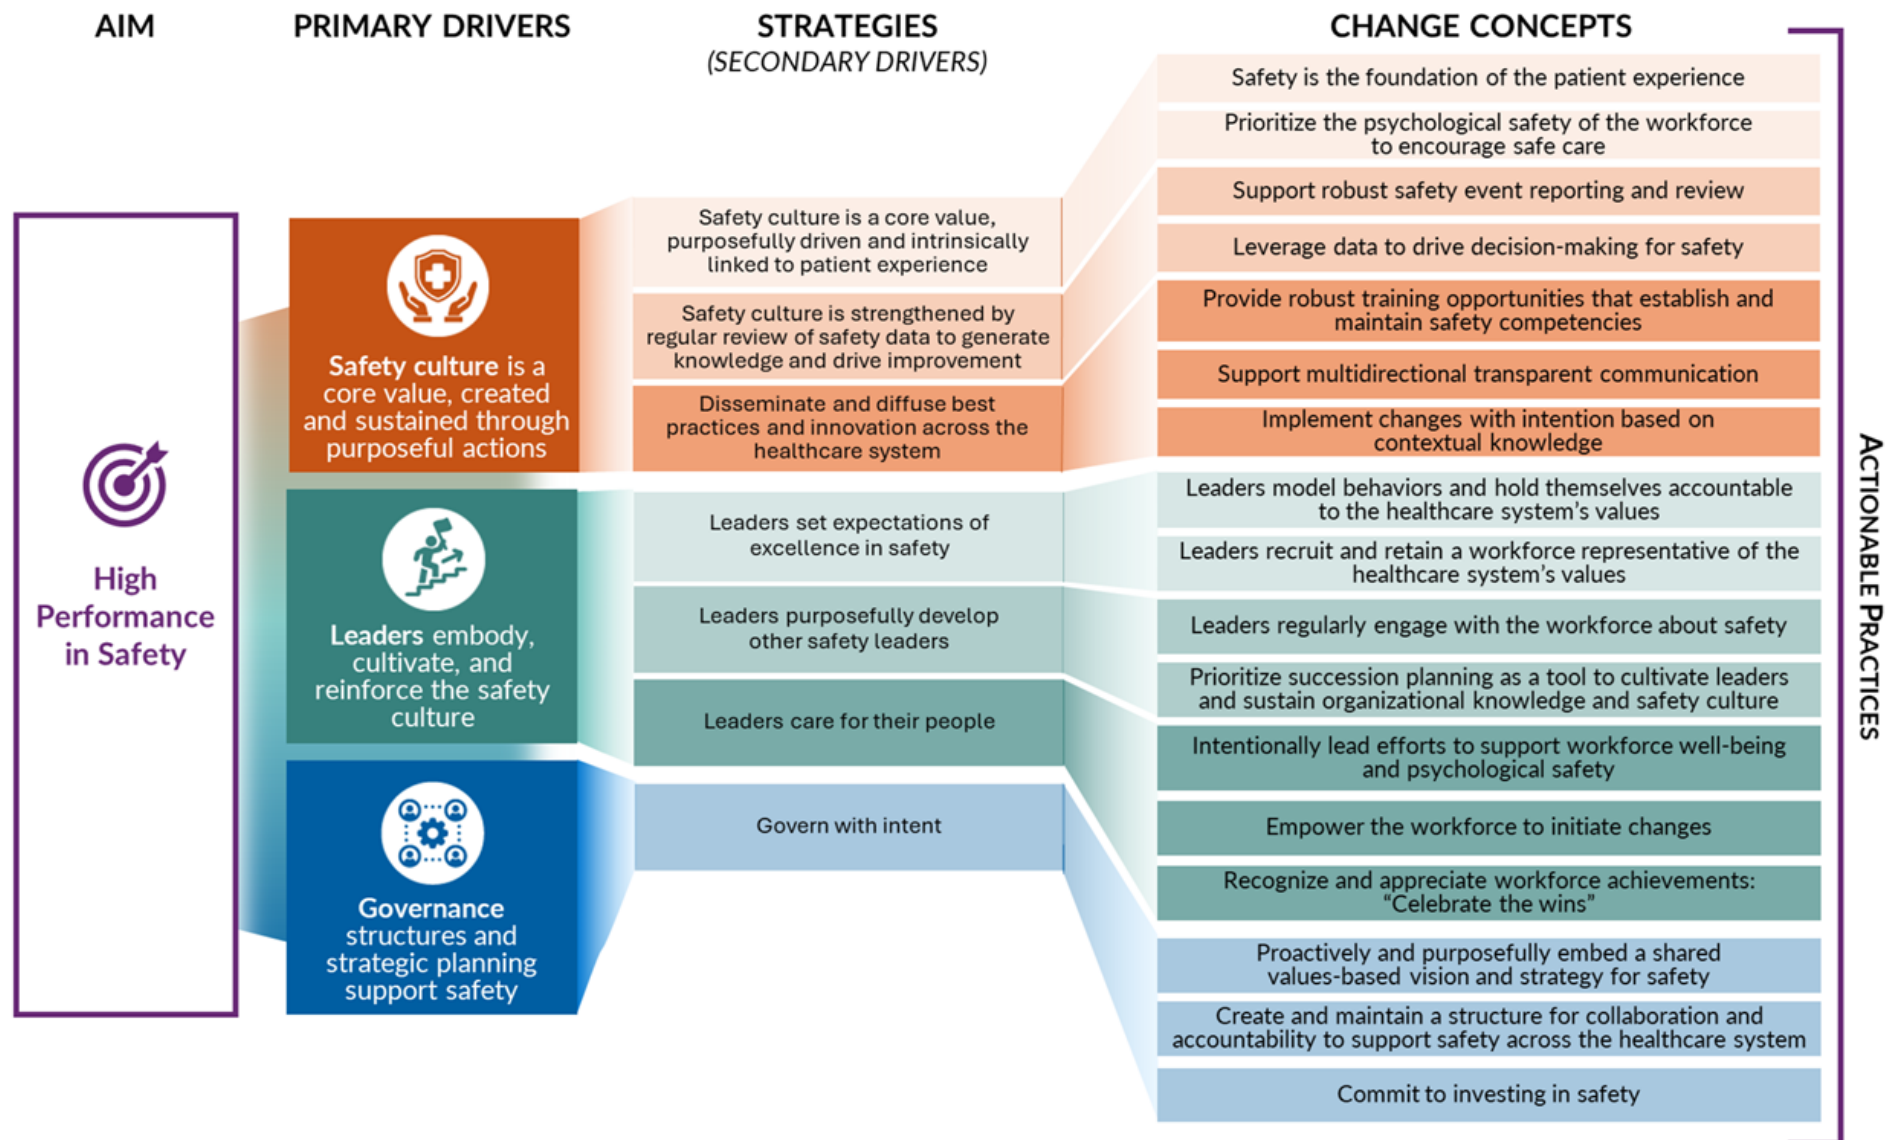 AIM
PRIMARY DRIVERS
STRATEGIES
(SECONDARY DRIVERS)
CHANGE CONCEPTS
High
Performance
in Safety
Safety culture is a
core value, created
and sustained through
purposeful actions
Leaders embody,
cultivate, and
reinforce the safety
culture
Governance
structures and
strategic planning
support safety
Safety culture is a core value,
purposefully driven and intrinsically
linked to patient experience
Safety culture is strengthened by
regular review of safety data to generate
knowledge and drive improvement
Disseminate and diffuse best
practices and innovation across the
healthcare system
Leaders set expectations of
excellence in safety
Leaders purposefully develop
other safety leaders
Leaders care for their people
Govern with intent
Safety is the foundation of the patient experience
Prioritize the psychological safety of the workforce
to encourage safe care
Support robust safety event reporting and review
Leverage data to drive decision-making for safety
Provide robust training opportunities that establish and
maintain safety competencies
Support multidirectional transparent communication
Implement changes with intention based on
contextual knowledge
Leaders model behaviors and hold themselves accountable
to the healthcare system’s values
Leaders recruit and retain a workforce representative of the
healthcare system’s values
Leaders regularly engage with the workforce about safety
Prioritize succession planning as a tool to cultivate leaders
and sustain organizational knowledge and safety culture
Intentionally lead efforts to support workforce well-being
and psychological safety
Empower the workforce to initiate changes
Recognize and appreciate workforce achievements:
“Celebrate the wins”
Proactively and purposefully embed a shared
values-based vision and strategy for safety
Create and maintain a structure for collaboration and
accountability to support safety across the healthcare system
Commit to investing in safety
ACTIONABLE PRACTICES